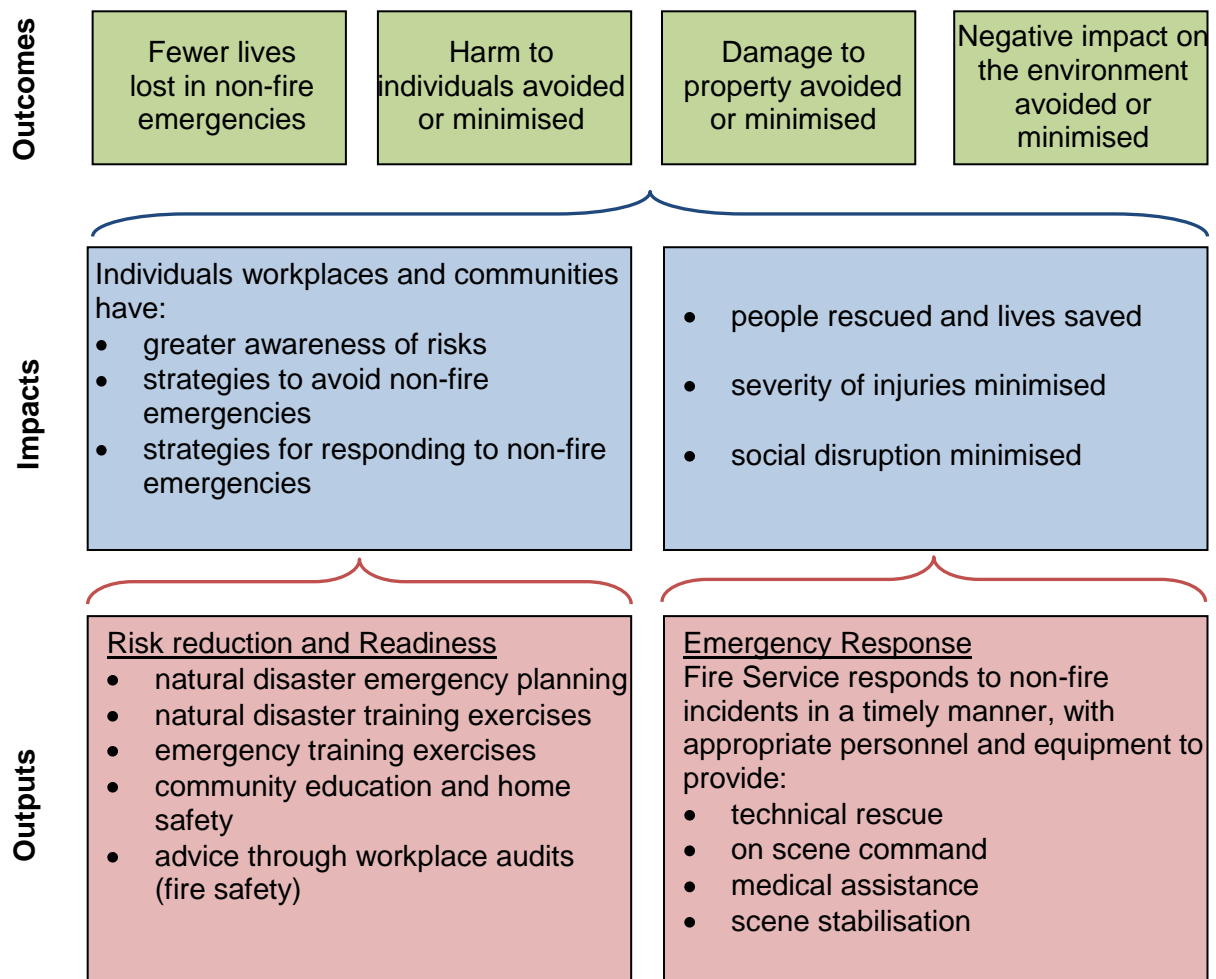 Outcomes
Fewer lives
lost in non-fire
emergencies
Harm to
individuals avoided
or minimised
Damage to
property avoided
or minimised
Negative impact on
the environment
avoided or
minimised
Impacts
Individuals workplaces and communities
have:
• greater awareness of risks
• strategies to avoid non-fire
emergencies
• strategies for responding to non-fire
emergencies
• people rescued and lives saved
• severity of injuries minimised
• social disruption minimised
Outputs
Risk reduction and Readiness
• natural disaster emergency planning
• natural disaster training exercises
• emergency training exercises
• community education and home
safety
• advice through workplace audits
(fire safety)
Emergency Response
Fire Service responds to non-fire
incidents in a timely manner, with
appropriate personnel and equipment to
provide:
• technical rescue
• on scene command
• medical assistance
• scene stabilisation